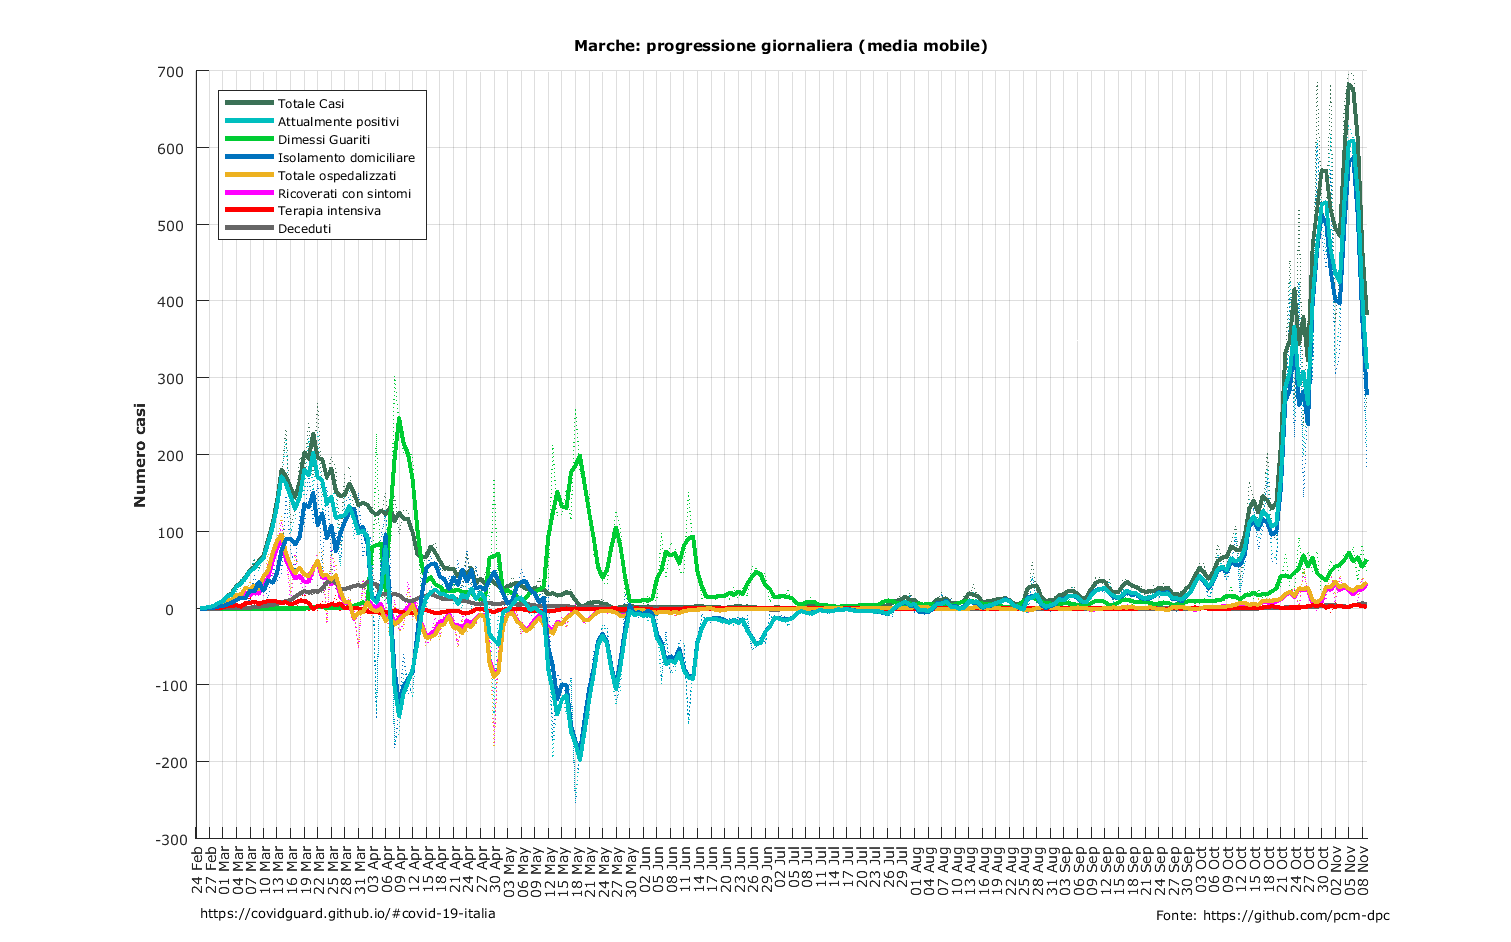 Marche: progressione giornaliera (media mobile)
Numero casi
700
600
500
400
300
200
100
0
-100
-200
-300
Totale Casi
Attualmente positivi
Dimessi Guariti
Isolamento domiciliare
Totale ospedalizzati
Ricoverati con sintomi
Terapia intensiva
Deceduti
24 Feb
27 Feb
01 Mar
04 Mar
07 Mar
10 Mar
13 Mar
16 Mar
19 Mar
22 Mar
25 Mar
28 Mar
31 Mar
03 Apr
06 Apr
09 Apr
12 Apr
15 Apr
18 Apr
21 Apr
24 Apr
27 Apr
30 Apr
03 May
06 May
09 May
12 May
15 May
18 May
21 May
24 May
27 May
30 May
02 Jun
05 Jun
08 Jun
11 Jun
14 Jun
17 Jun
20 Jun
23 Jun
26 Jun
29 Jun
02 Jul
05 Jul
08 Jul
11 Jul
14 Jul
17 Jul
20 Jul
23 Jul
26 Jul
29 Jul
01 Aug
04 Aug
07 Aug
10 Aug
13 Aug
16 Aug
19 Aug
22 Aug
25 Aug
28 Aug
31 Aug
03 Sep
06 Sep
09 Sep
12 Sep
15 Sep
18 Sep
21 Sep
24 Sep
27 Sep
30 Sep
03 Oct
06 Oct
09 Oct
12 Oct
15 Oct
18 Oct
21 Oct
24 Oct
27 Oct
30 Oct
02 Nov
05 Nov
08 Nov
https://covidguard.github.io/#covid-19-italia
Fonte: https://github.com/pcm-dpc